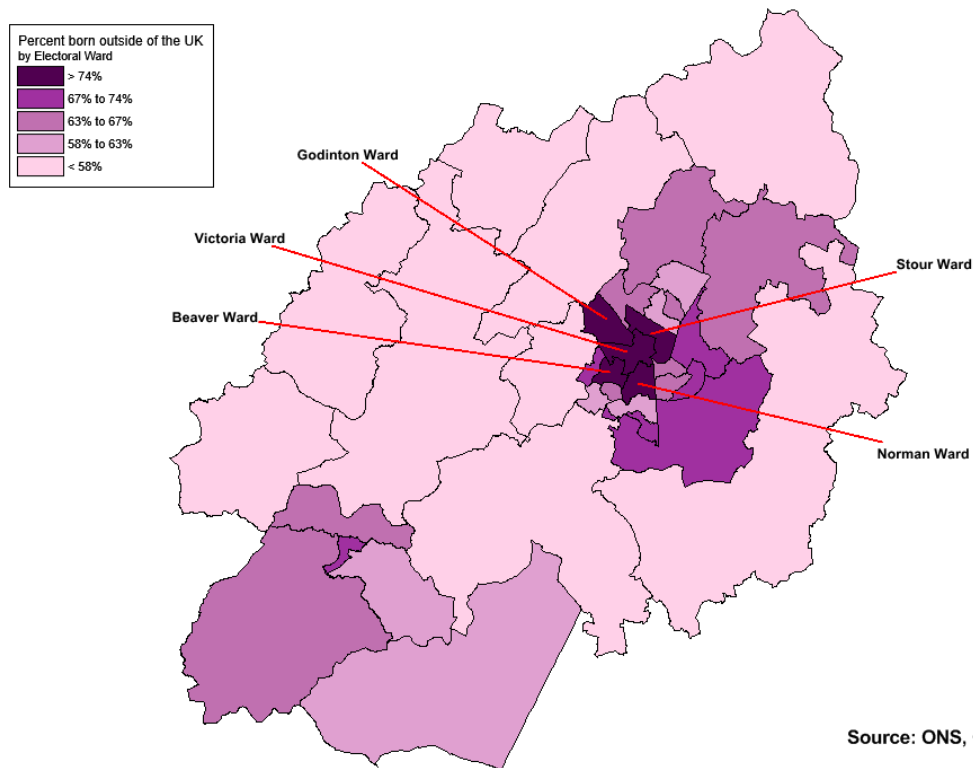 Percent born outside of the UK
by Electoral Ward
> 74%
67% to 74%
63% to 67%
58% to 63%
< 58%
Godinton Ward
Victoria Ward
Stour Ward
Beaver Ward
Norman Ward
Source: ONS,